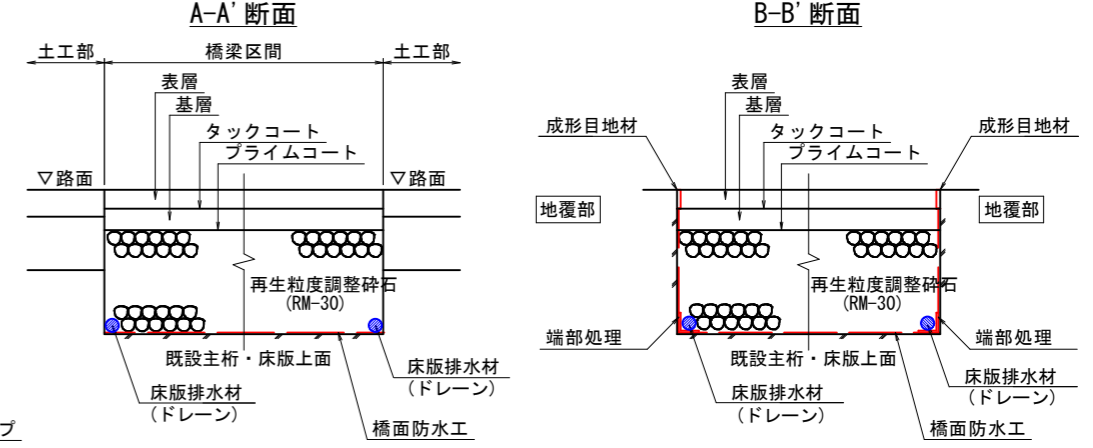 A-A'断面
土工部
橋梁区間
土工部
表層
基層
タックコート
プライムコート
▽路面
▽路面
再生粒度調整砕石
(RM-30)
既設主桁・床版上面
床版排水材
(ドレーン)
床版排水材
(ドレーン)
橋面防水工
プ
B-B'断面
表層
基層
タックコート
プライムコート
成形目地材
成形目地材
地覆部
地覆部
再生粒度調整砕石
(RM-30)
端部処理
端部処理
既設主桁・床版上面
床版排水材
(ドレーン)
床版排水材
(ドレーン)
橋面防水工